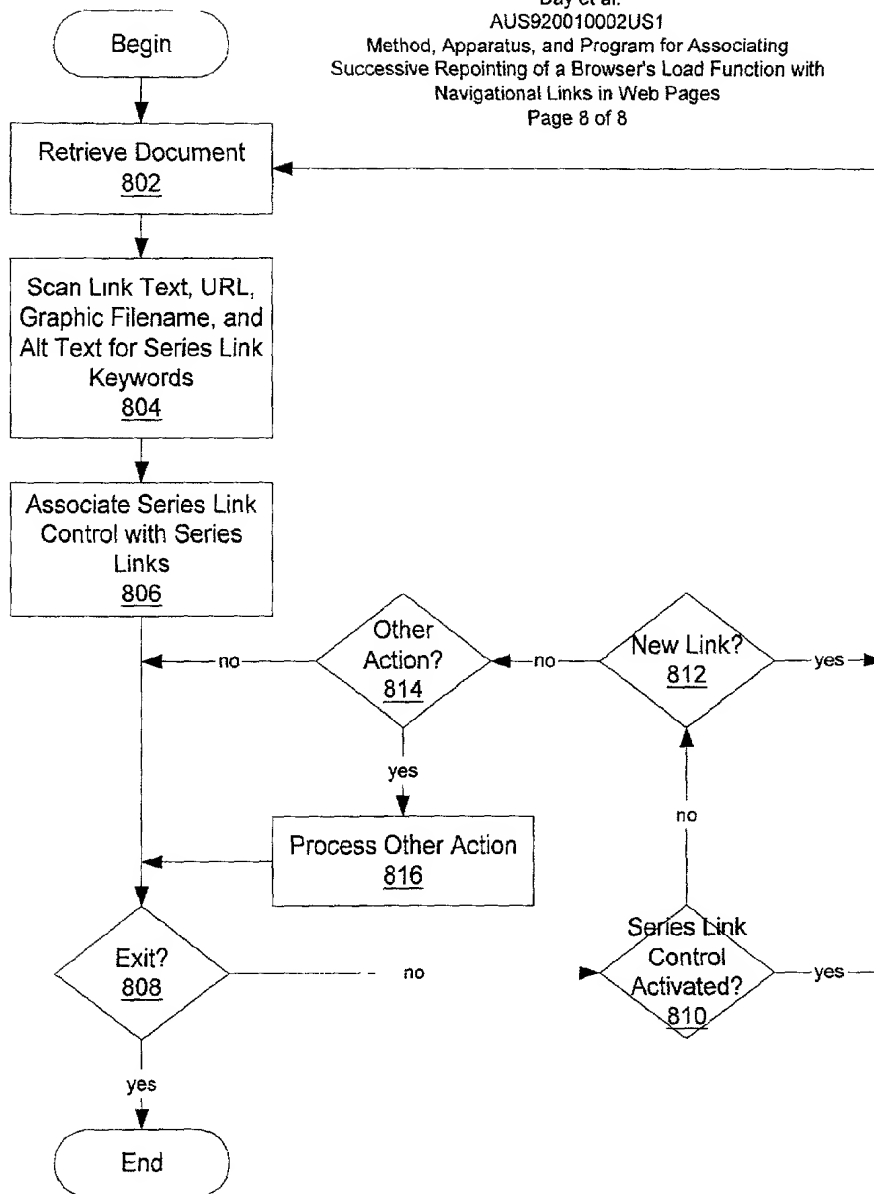 Day et al.
AUS920010002US1
Method, Apparatus, and Program for Associating
Successive Repointing of a Browser's Load Function with
Navigational Links in Web Pages
Page 8 of 8
Begin
Retrieve Document
802
Scan Link Text, URL,
Graphic Filename, and
Alt Text for Series Link
Keywords
804
Associate Series Link
Control with Series
Links
806
Other
Action?
814
no
New Link?
812
no
yes
yes
no
Process Other Action
816
Exit?
808
no
Series Link
Control
Activated?
810
yes
yes
End